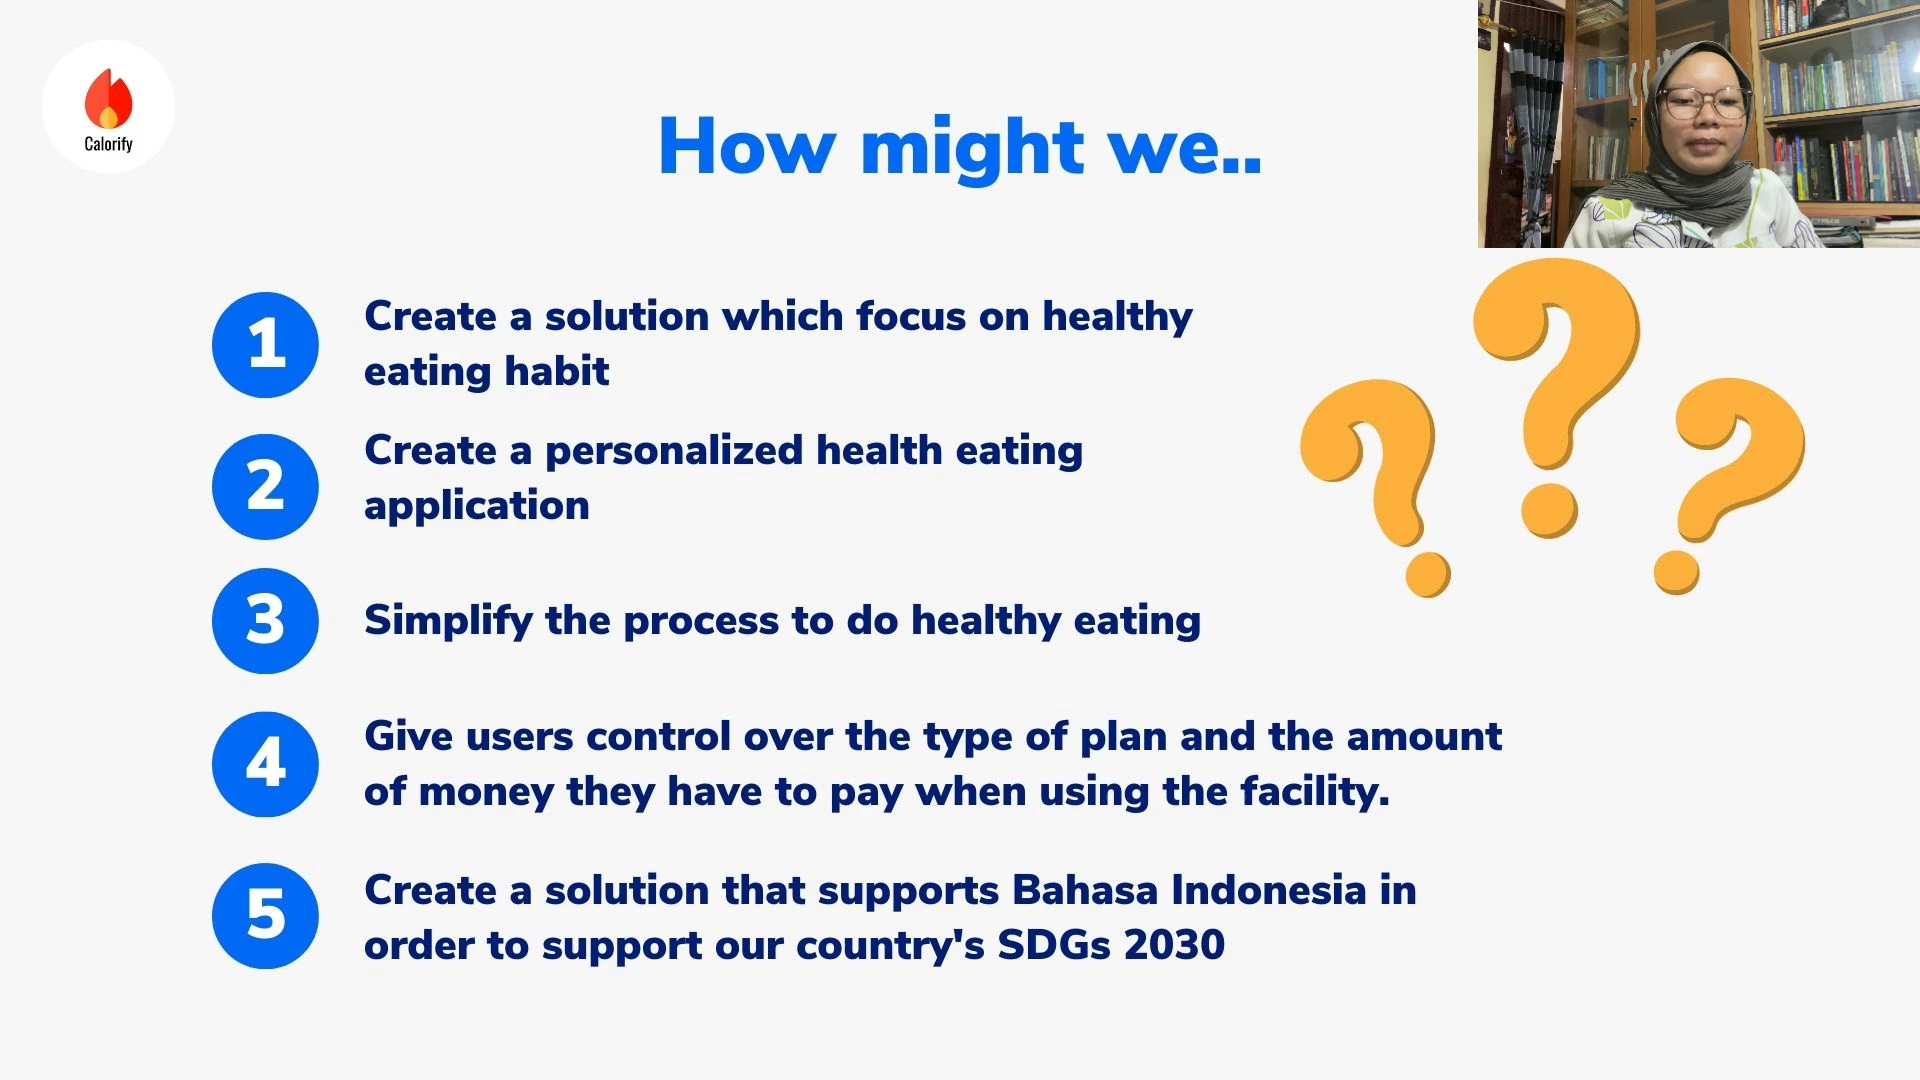 Calorify
How might we..
1
Create a solution which focus on healthy
eating habit
2
Create a personalized health eating
application
3
Simplify the process to do healthy eating
4
Give users control over the type of plan and the amount
of money they have to pay when using the facility.
5
Create a solution that supports Bahasa Indonesia in
order to support our country's SDGs 2030